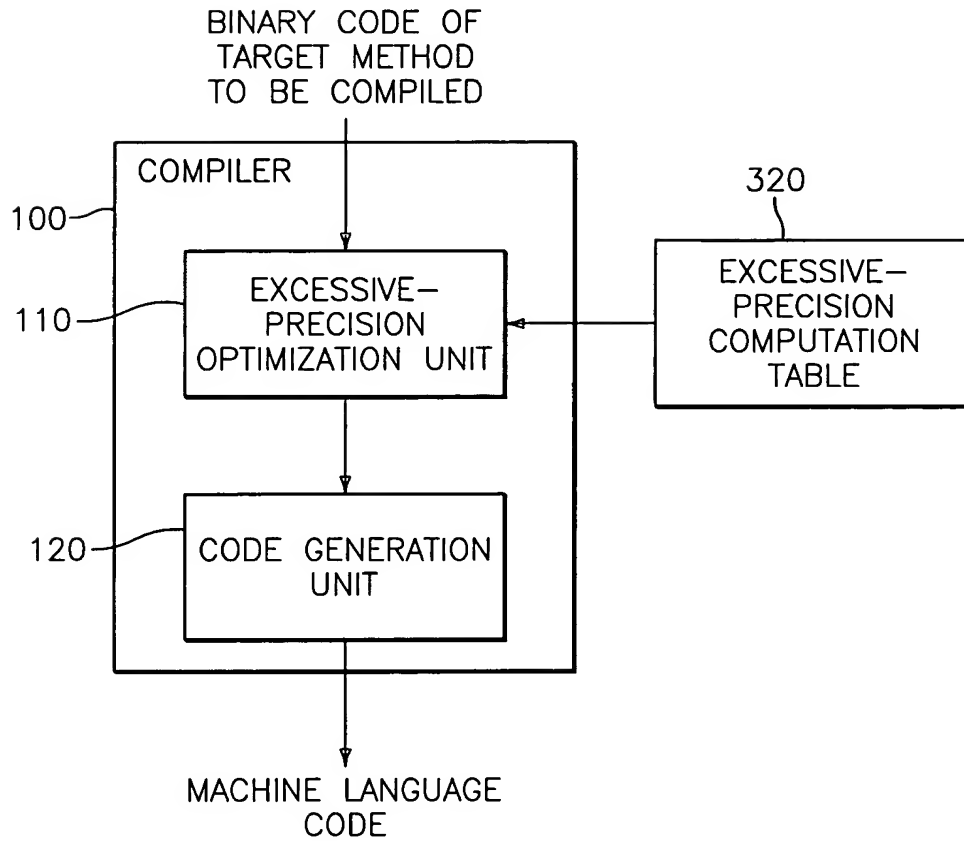 BINARY CODE OF
TARGET METHOD
TO BE COMPILED
COMPILER
100
320
EXCESSIVE-
PRECISION
OPTIMIZATION UNIT
110
EXCESSIVE-
PRECISION
COMPUTATION
TABLE
120
CODE GENERATION
UNIT
MACHINE LANGUAGE
CODE